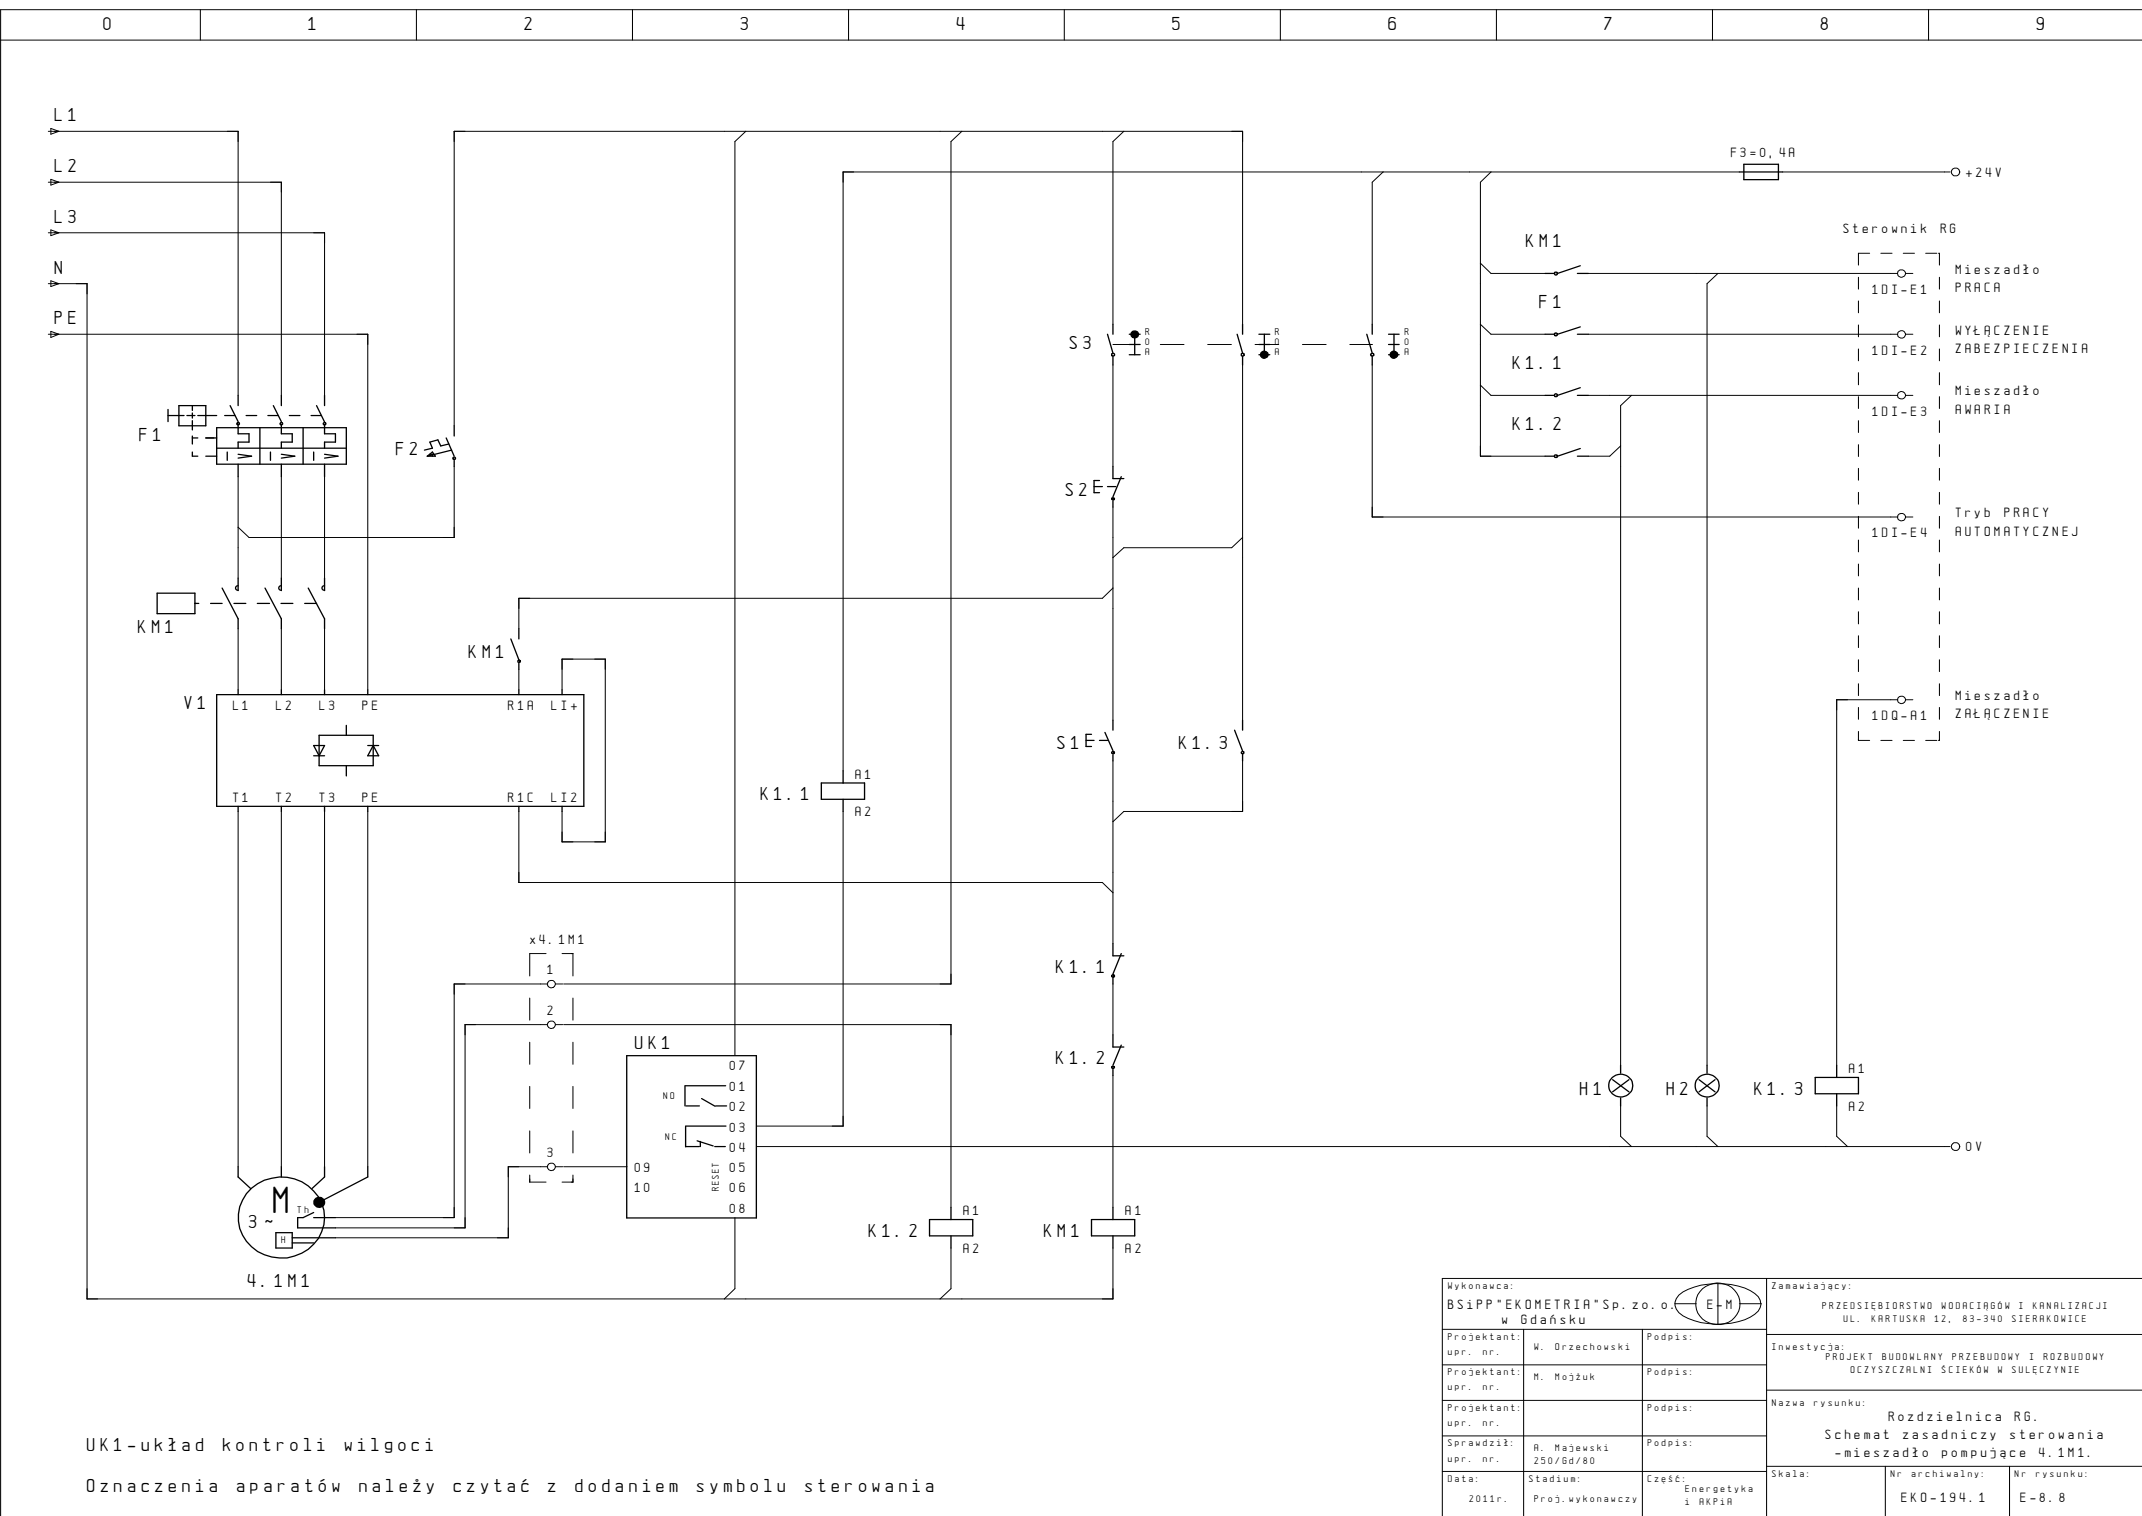 0 1 2 3 4 5 6 7 8 9
L1
L2
L3
N
PE
F3=0,4A
+24V
Sterownik RG
KM1
Mieszadło
PRACA
1DI-E1
F1
WYŁĄCZENIE
ZABEZPIECZENIA
1DI-E2
K1.1
Mieszadło
AWARIA
1DI-E3
K1.2
Tryb PRACY
AUTOMATYCZNEJ
1DI-E4
S3
R
O
A
R
O
A
R
O
A
F1
I> I> I>
F2
S2
KM1
KM1
V1
L1 L2 L3 PE R1A LI+
T1 T2 T3 PE R1C LI2
S1
K1.3
Mieszadło
ZAŁĄCZENIE
1DQ-A1
K1.1
A1
A2
x4.1M1
1
2
3
K1.1
K1.2
UK1
07
01
NO
02
03
NC
04
09
05
10
06
RESET
08
H1
H2
K1.3
A1
A2
0V
M
3~
Th
H
4.1M1
K1.2
A1
A2
KM1
A1
A2
UK1-układ kontroli wilgoci
Oznaczenia aparatów należy czytać z dodaniem symbolu sterowania
Wykonawca:
BSiPP"EKOMETRIA"Sp.zo.o.
w Gdańsku
E-M
Zamawiający:
PRZEDSIĘBIORSTWO WODACIĄGÓW I KANALIZACJI
UL. KARTUSKA 12, 83-340 SIERAKOWICE
Projektant:
upr. nr.
W. Orzechowski
Podpis:
Inwestycja:
PROJEKT BUDOWLANY PRZEBUDOWY I ROZBUDOWY
OCZYSZCZALNI ŚCIEKÓW W SULĘCZYNIE
Projektant:
upr. nr.
M. Mojżuk
Podpis:
Projektant:
upr. nr.
Podpis:
Nazwa rysunku:
Rozdzielnica RG.
Schemat zasadniczy sterowania
-mieszadło pompujące 4.1M1.
Sprawdził:
upr. nr.
A. Majewski
250/Gd/80
Podpis:
Data:
2011r.
Stadium:
Proj.wykonawczy
Część:
Energetyka
i AKPiA
Skala:
Nr archiwalny:
EKO-194.1
Nr rysunku:
E-8.8